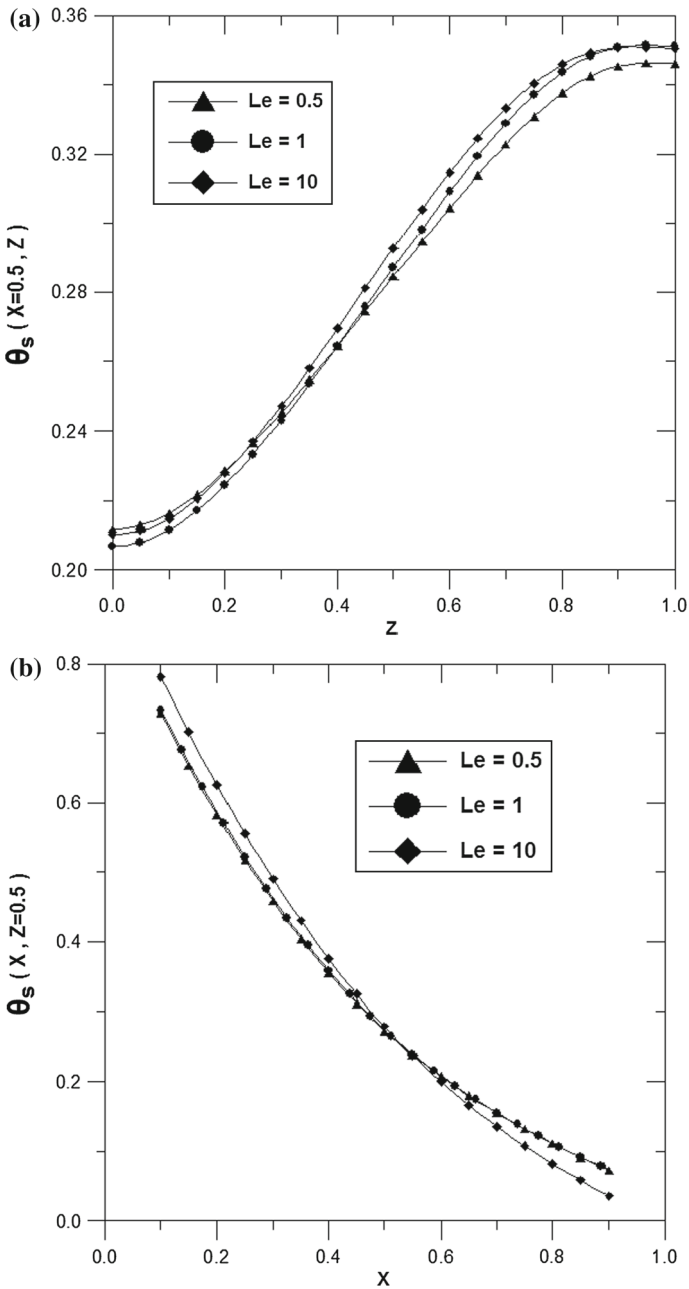 (a)
0.36
0.32
0.28
0.24
0.20
θs ( X=0.5 , Z)
Le = 0.5
Le = 1
Le = 10
0.0 0.2 0.4 0.6 0.8 1.0
Z
(b)
0.8
0.6
0.4
0.2
0.0
θs ( X , Z=0.5)
Le = 0.5
Le = 1
Le = 10
0.0 0.2 0.4 0.6 0.8 1.0
X